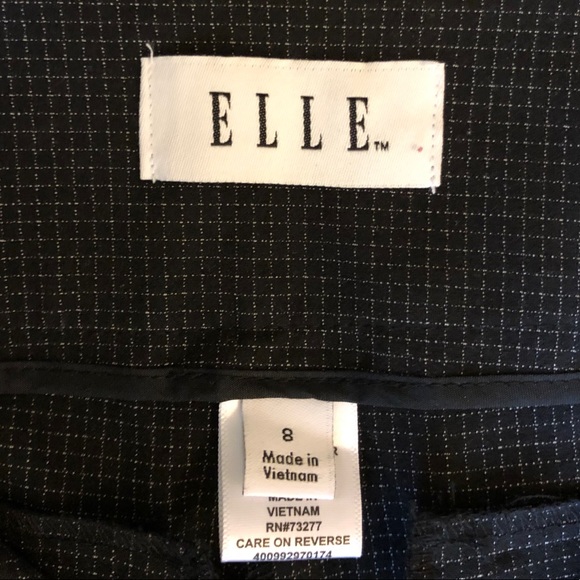 ELLE™
8
Made in
Vietnam
MADE IN
VIETNAM
RN#73277
CARE ON REVERSE
400992970174